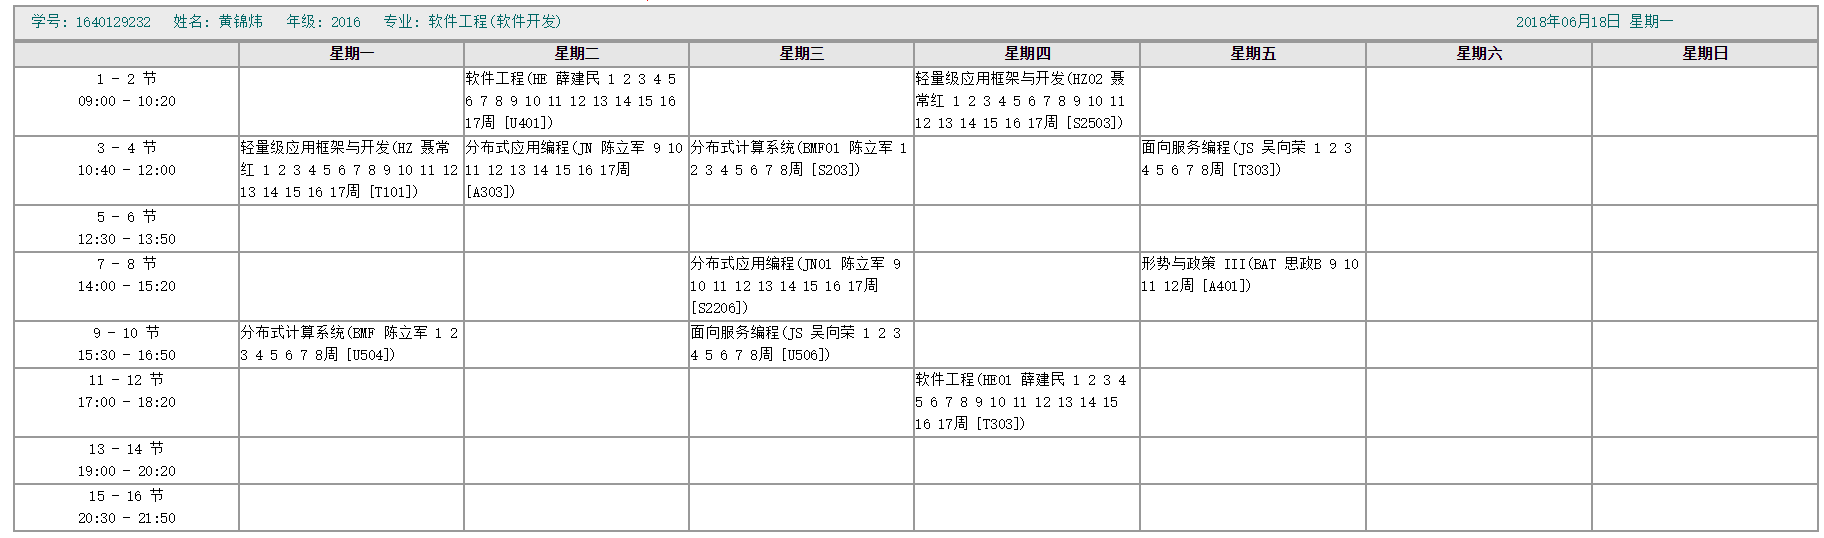 学号: 1640129232 姓名: 黄锦炜 年级: 2016 专业: 软件工程(软件开发) 2018年06月18日 星期一
星期一 星期二 星期三 星期四 星期五 星期六 星期日
1 - 2 节
09:00 - 10:20
软件工程(HE 薛建民 1 2 3 4 5
6 7 8 9 10 11 12 13 14 15 16
17周 [U401])
轻量级应用框架与开发(HZ02 聂
常红 1 2 3 4 5 6 7 8 9 10 11
12 13 14 15 16 17周 [S2503])
3 - 4 节
10:40 - 12:00
轻量级应用框架与开发(HZ 聂常
红 1 2 3 4 5 6 7 8 9 10 11 12
13 14 15 16 17周 [T101])
分布式应用编程(JN 陈立军 9 10
11 12 13 14 15 16 17周
[A303])
分布式计算系统(BMF01 陈立军 1
2 3 4 5 6 7 8周 [S203])
面向服务编程(JS 吴向荣 1 2 3
4 5 6 7 8周 [T303])
5 - 6 节
12:30 - 13:50
7 - 8 节
14:00 - 15:20
分布式应用编程(JN01 陈立军 9
10 11 12 13 14 15 16 17周
[S2206])
形势与政策 III(BAT 思政B 9 10
11 12周 [A401])
9 - 10 节
15:30 - 16:50
分布式计算系统(BMF 陈立军 1 2
3 4 5 6 7 8周 [U504])
面向服务编程(JS 吴向荣 1 2 3
4 5 6 7 8周 [U506])
11 - 12 节
17:00 - 18:20
软件工程(HE01 薛建民 1 2 3 4
5 6 7 8 9 10 11 12 13 14 15
16 17周 [T303])
13 - 14 节
19:00 - 20:20
15 - 16 节
20:30 - 21:50